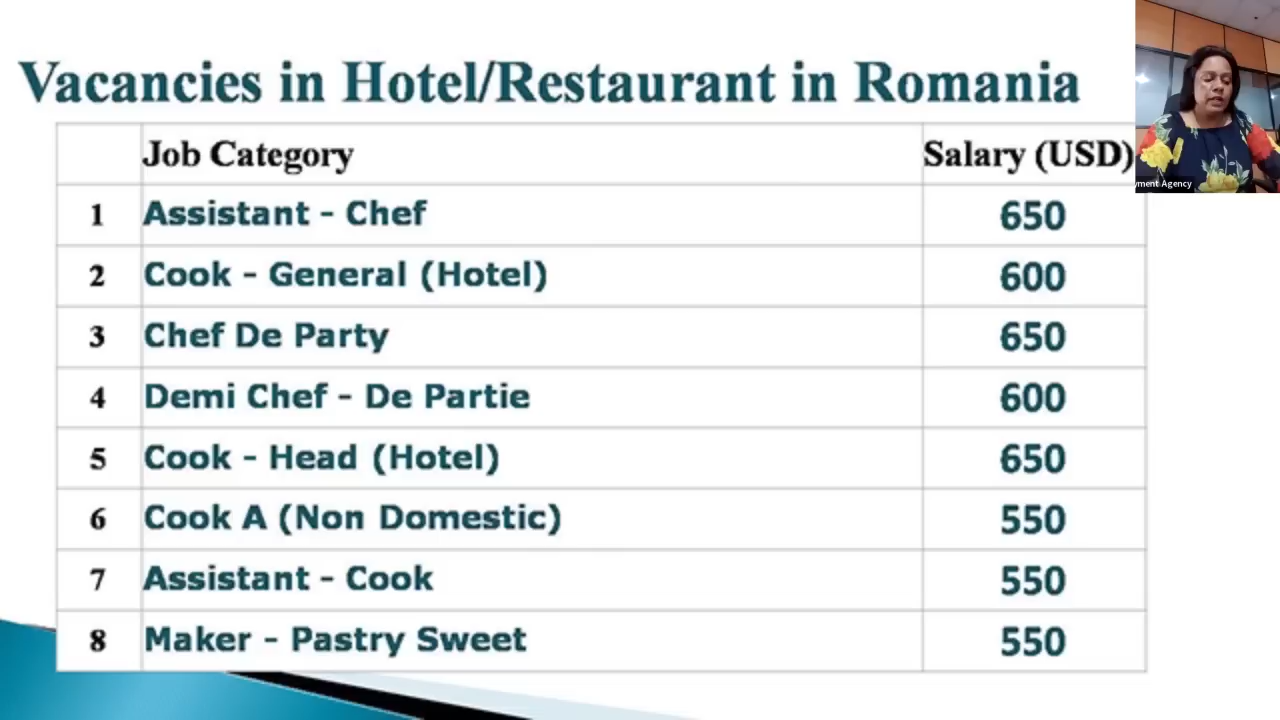 Vacancies in Hotel/Restaurant in Romania
Job Category Salary (USD)
1 Assistant - Chef 650
2 Cook - General (Hotel) 600
3 Chef De Party 650
4 Demi Chef - De Partie 600
5 Cook - Head (Hotel) 650
6 Cook A (Non Domestic) 550
7 Assistant - Cook 550
8 Maker - Pastry Sweet 550
Agency